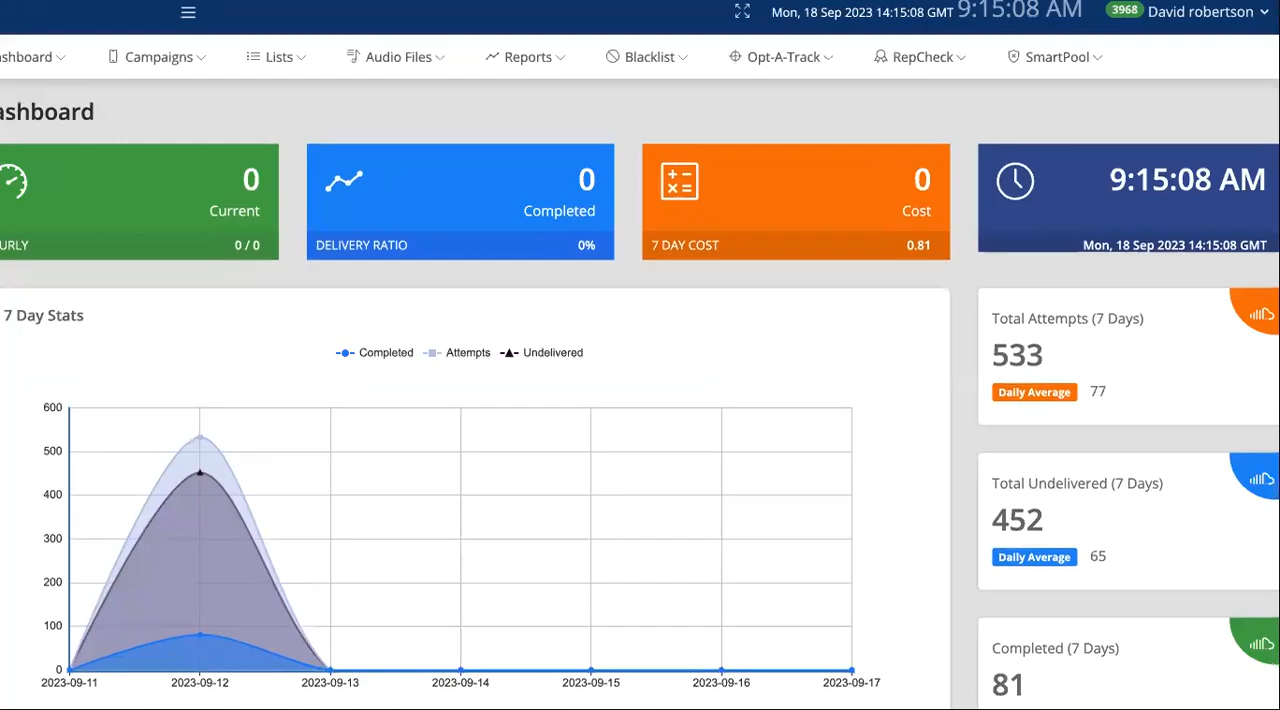 Mon, 18 Sep 2023 14:15:08 GMT 9:15:08 AM 3968 David robertson
ashboard Campaigns Lists Audio Files Reports Blacklist Opt-A-Track RepCheck SmartPool
ashboard
0
Current
URLY 0 / 0
0
Completed
DELIVERY RATIO 0%
0
Cost
7 DAY COST 0.81
9:15:08 AM
Mon, 18 Sep 2023 14:15:08 GMT
7 Day Stats
Completed Attempts Undelivered
600
500
400
300
200
100
0
2023-09-11 2023-09-12 2023-09-13 2023-09-14 2023-09-15 2023-09-16 2023-09-17
Total Attempts (7 Days)
533
Daily Average 77
Total Undelivered (7 Days)
452
Daily Average 65
Completed (7 Days)
81